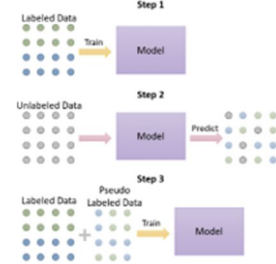 Step 1
Labeled Data
Train
Model
Step 2
Unlabeled Data
Model
Predict
Step 3
Labeled Data
Pseudo
Labeled Data
Train
Model